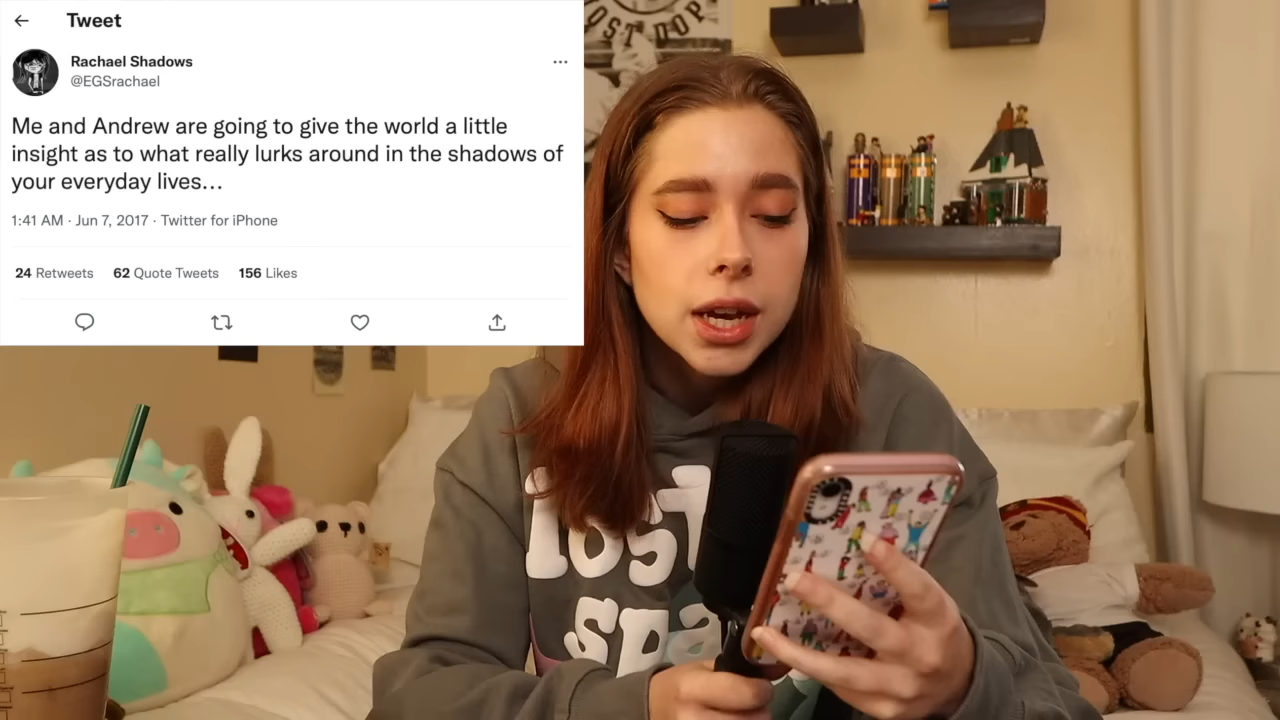 Tweet
Rachael Shadows
@EGSrachael
Me and Andrew are going to give the world a little
insight as to what really lurks around in the shadows of
your everyday lives...
1:41 AM · Jun 7, 2017 · Twitter for iPhone
24 Retweets 62 Quote Tweets 156 Likes
OST DOP
lost
spa